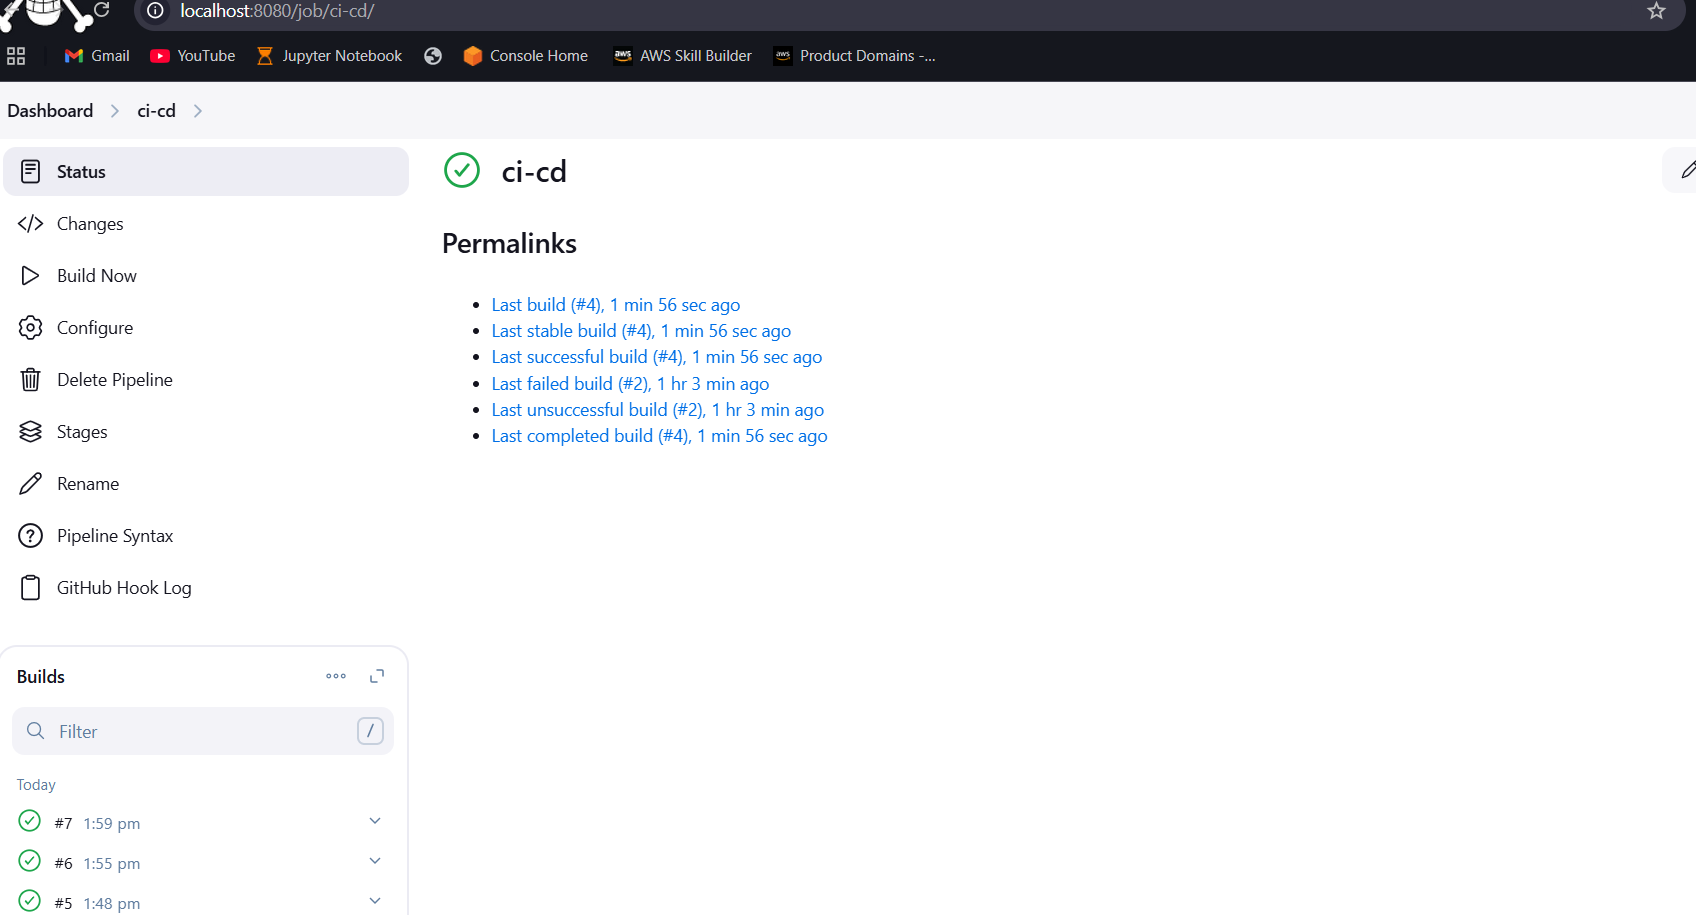 localhost:8080/job/ci-cd/
Gmail YouTube Jupyter Notebook Console Home aws AWS Skill Builder aws Product Domains -...
Dashboard ci-cd
Status
Changes
Build Now
Configure
Delete Pipeline
Stages
Rename
Pipeline Syntax
GitHub Hook Log
ci-cd
Permalinks
Last build (#4), 1 min 56 sec ago
Last stable build (#4), 1 min 56 sec ago
Last successful build (#4), 1 min 56 sec ago
Last failed build (#2), 1 hr 3 min ago
Last unsuccessful build (#2), 1 hr 3 min ago
Last completed build (#4), 1 min 56 sec ago
Builds
Filter /
Today
#7 1:59 pm
#6 1:55 pm
#5 1:48 pm